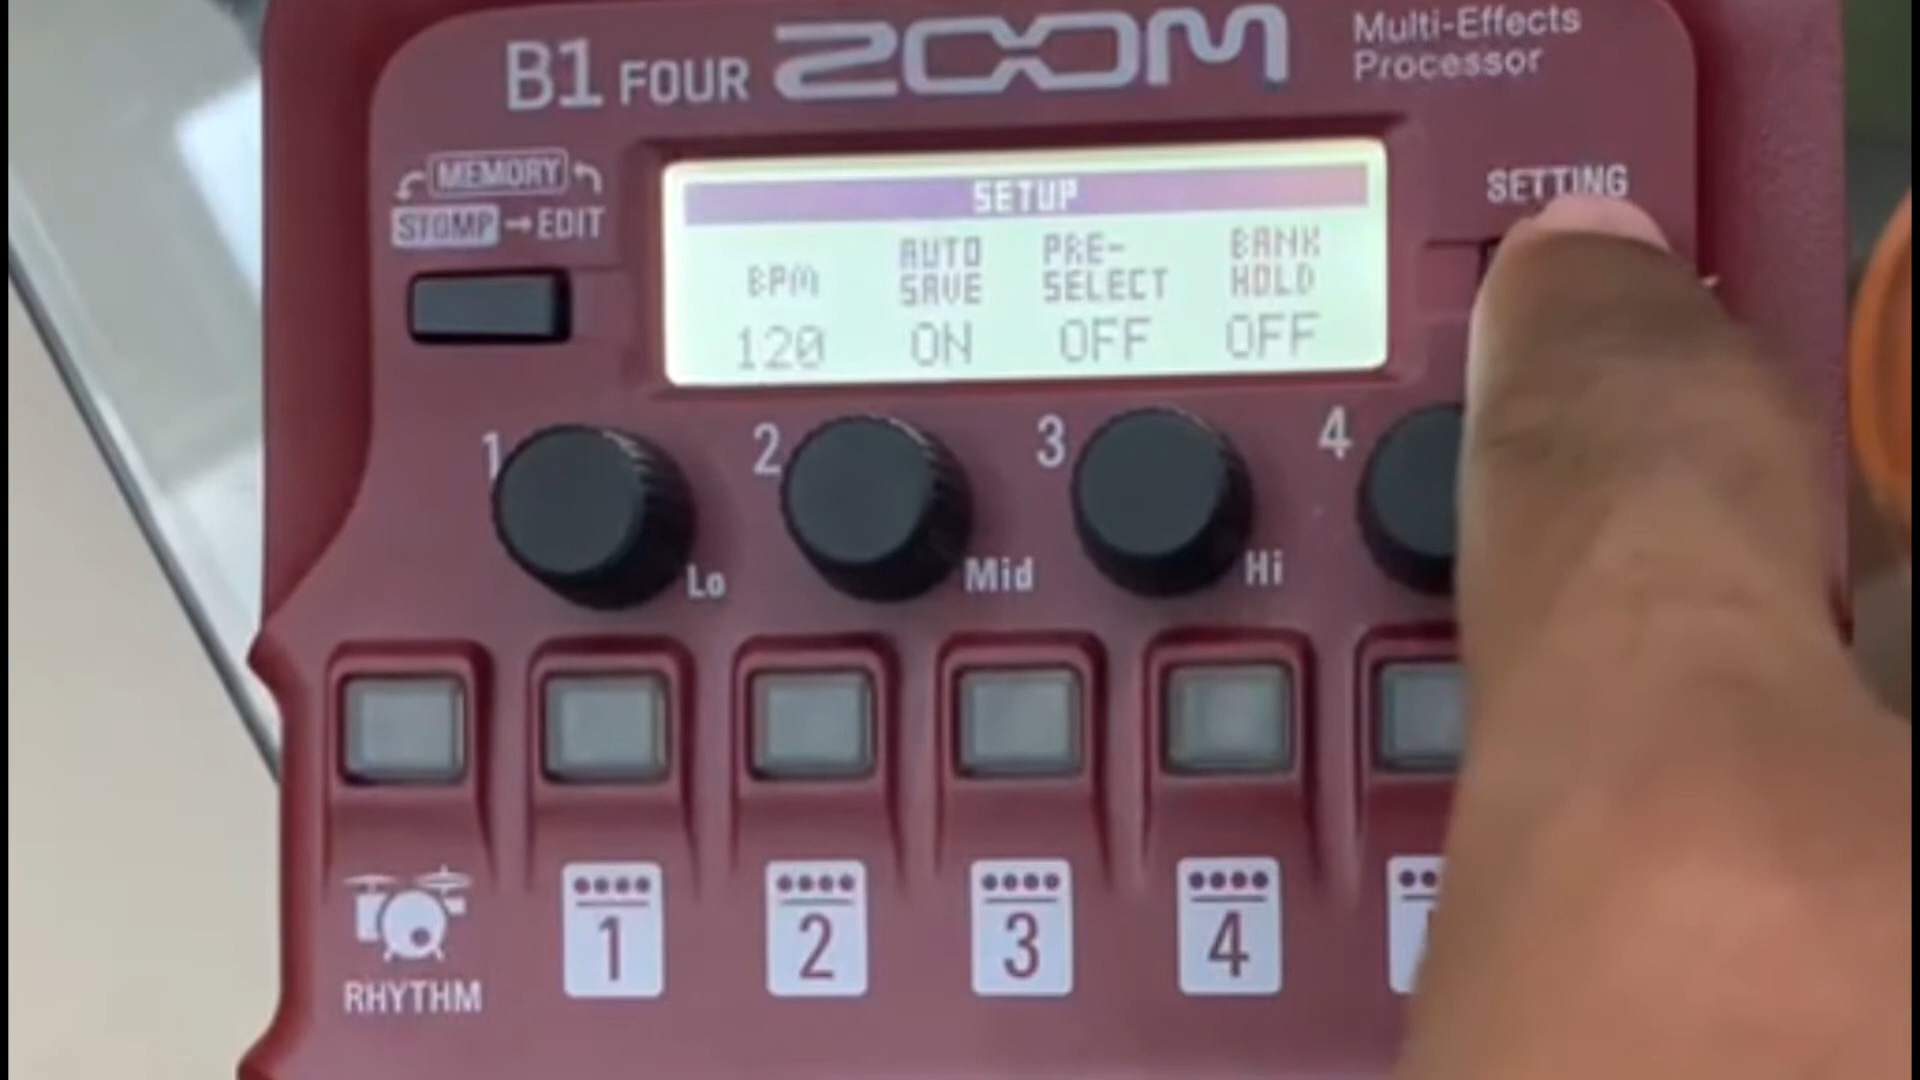 B1 FOUR ZOOM Multi-Effects
Processor
MEMORY
STOMP → EDIT
SETTING
SETUP
BPM AUTO SAVE PRE-SELECT BANK HOLD
120 ON OFF OFF
1 2 3 4
Lo Mid Hi
1 2 3 4
RHYTHM